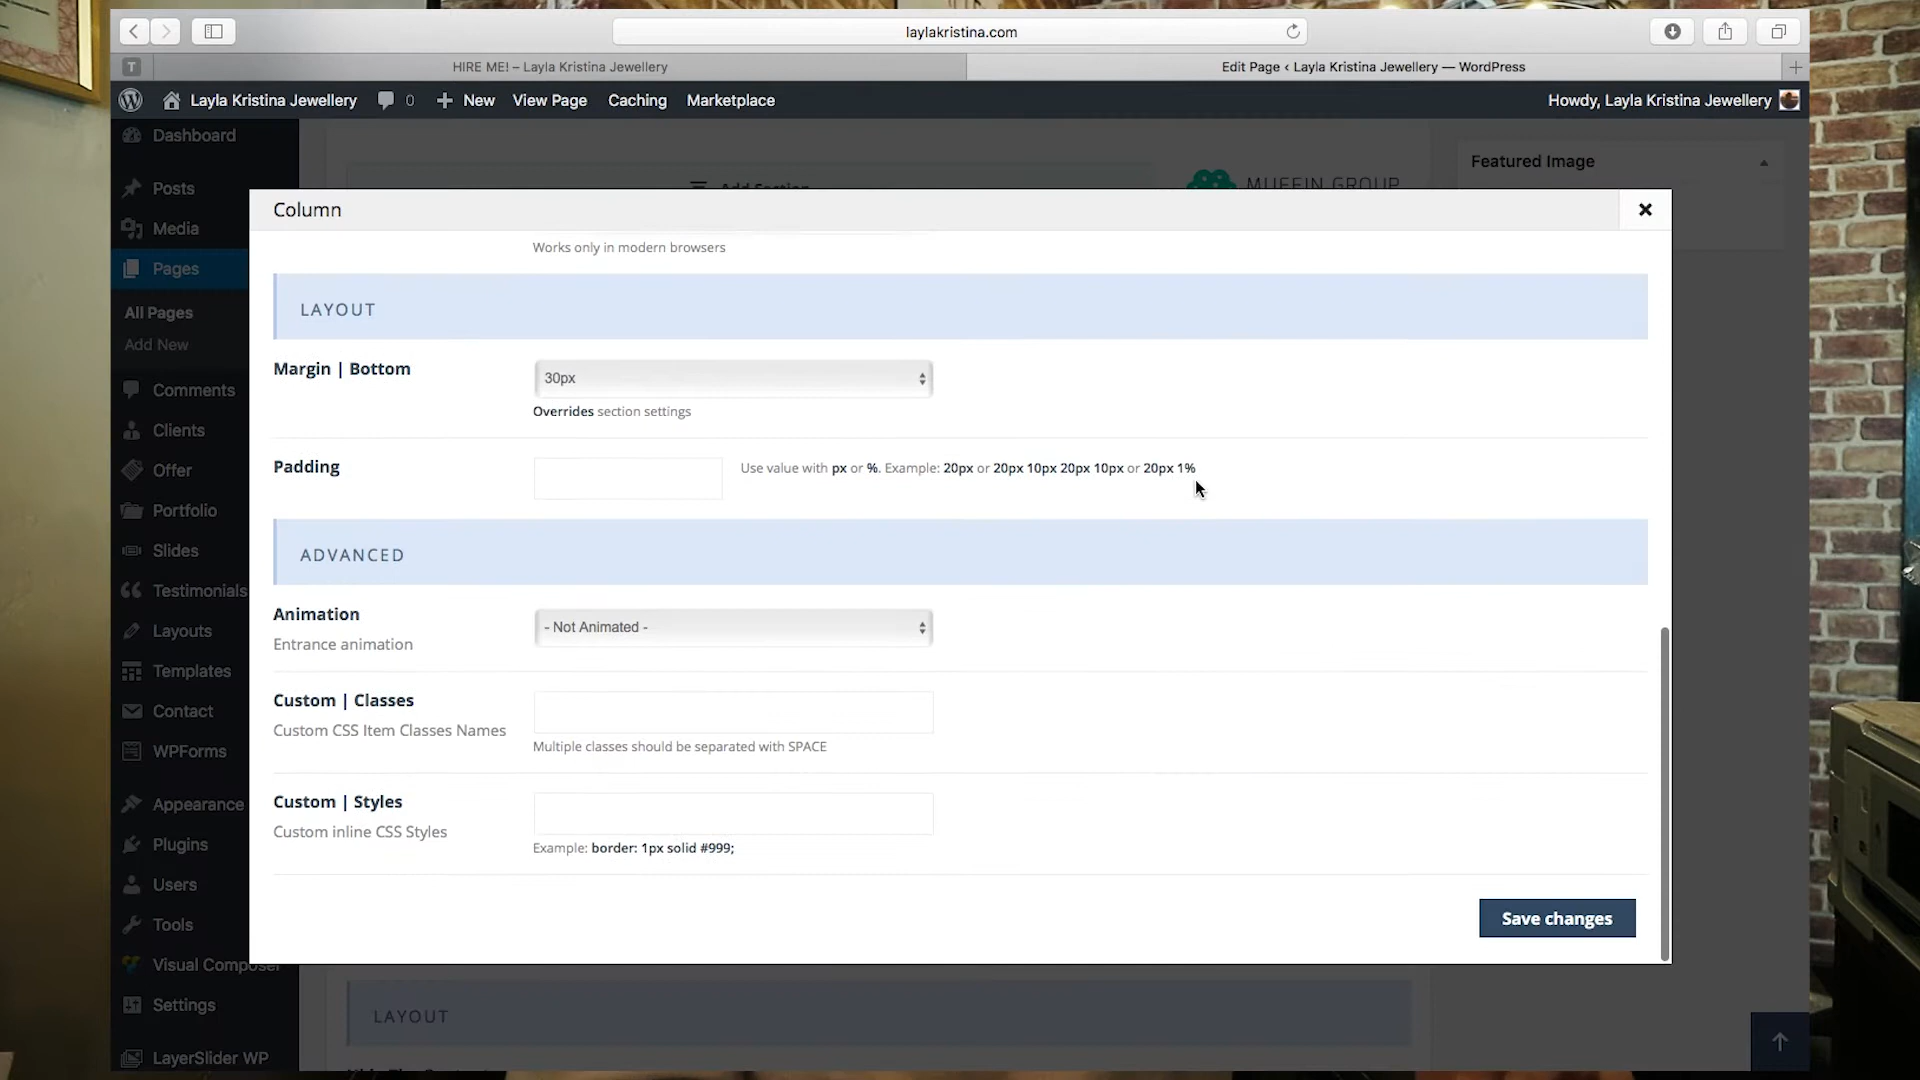 laylakristina.com
T
HIRE ME! – Layla Kristina Jewellery
Edit Page ‹ Layla Kristina Jewellery — WordPress
Layla Kristina Jewellery
0
New
View Page
Caching
Marketplace
Howdy, Layla Kristina Jewellery
Dashboard
Posts
Media
Pages
All Pages
Add New
Comments
Clients
Offer
Portfolio
Slides
Testimonials
Layouts
Templates
Contact
WPForms
Appearance
Plugins
Users
Tools
Visual Composer
Settings
LayerSlider WP
Add Section
MUFFIN GROUP
Featured Image
Column
Works only in modern browsers
LAYOUT
Margin | Bottom
30px
Overrides section settings
Padding
Use value with px or %. Example: 20px or 20px 10px 20px 10px or 20px 1%
ADVANCED
Animation
Entrance animation
- Not Animated -
Custom | Classes
Custom CSS Item Classes Names
Multiple classes should be separated with SPACE
Custom | Styles
Custom inline CSS Styles
Example: border: 1px solid #999;
Save changes
LAYOUT